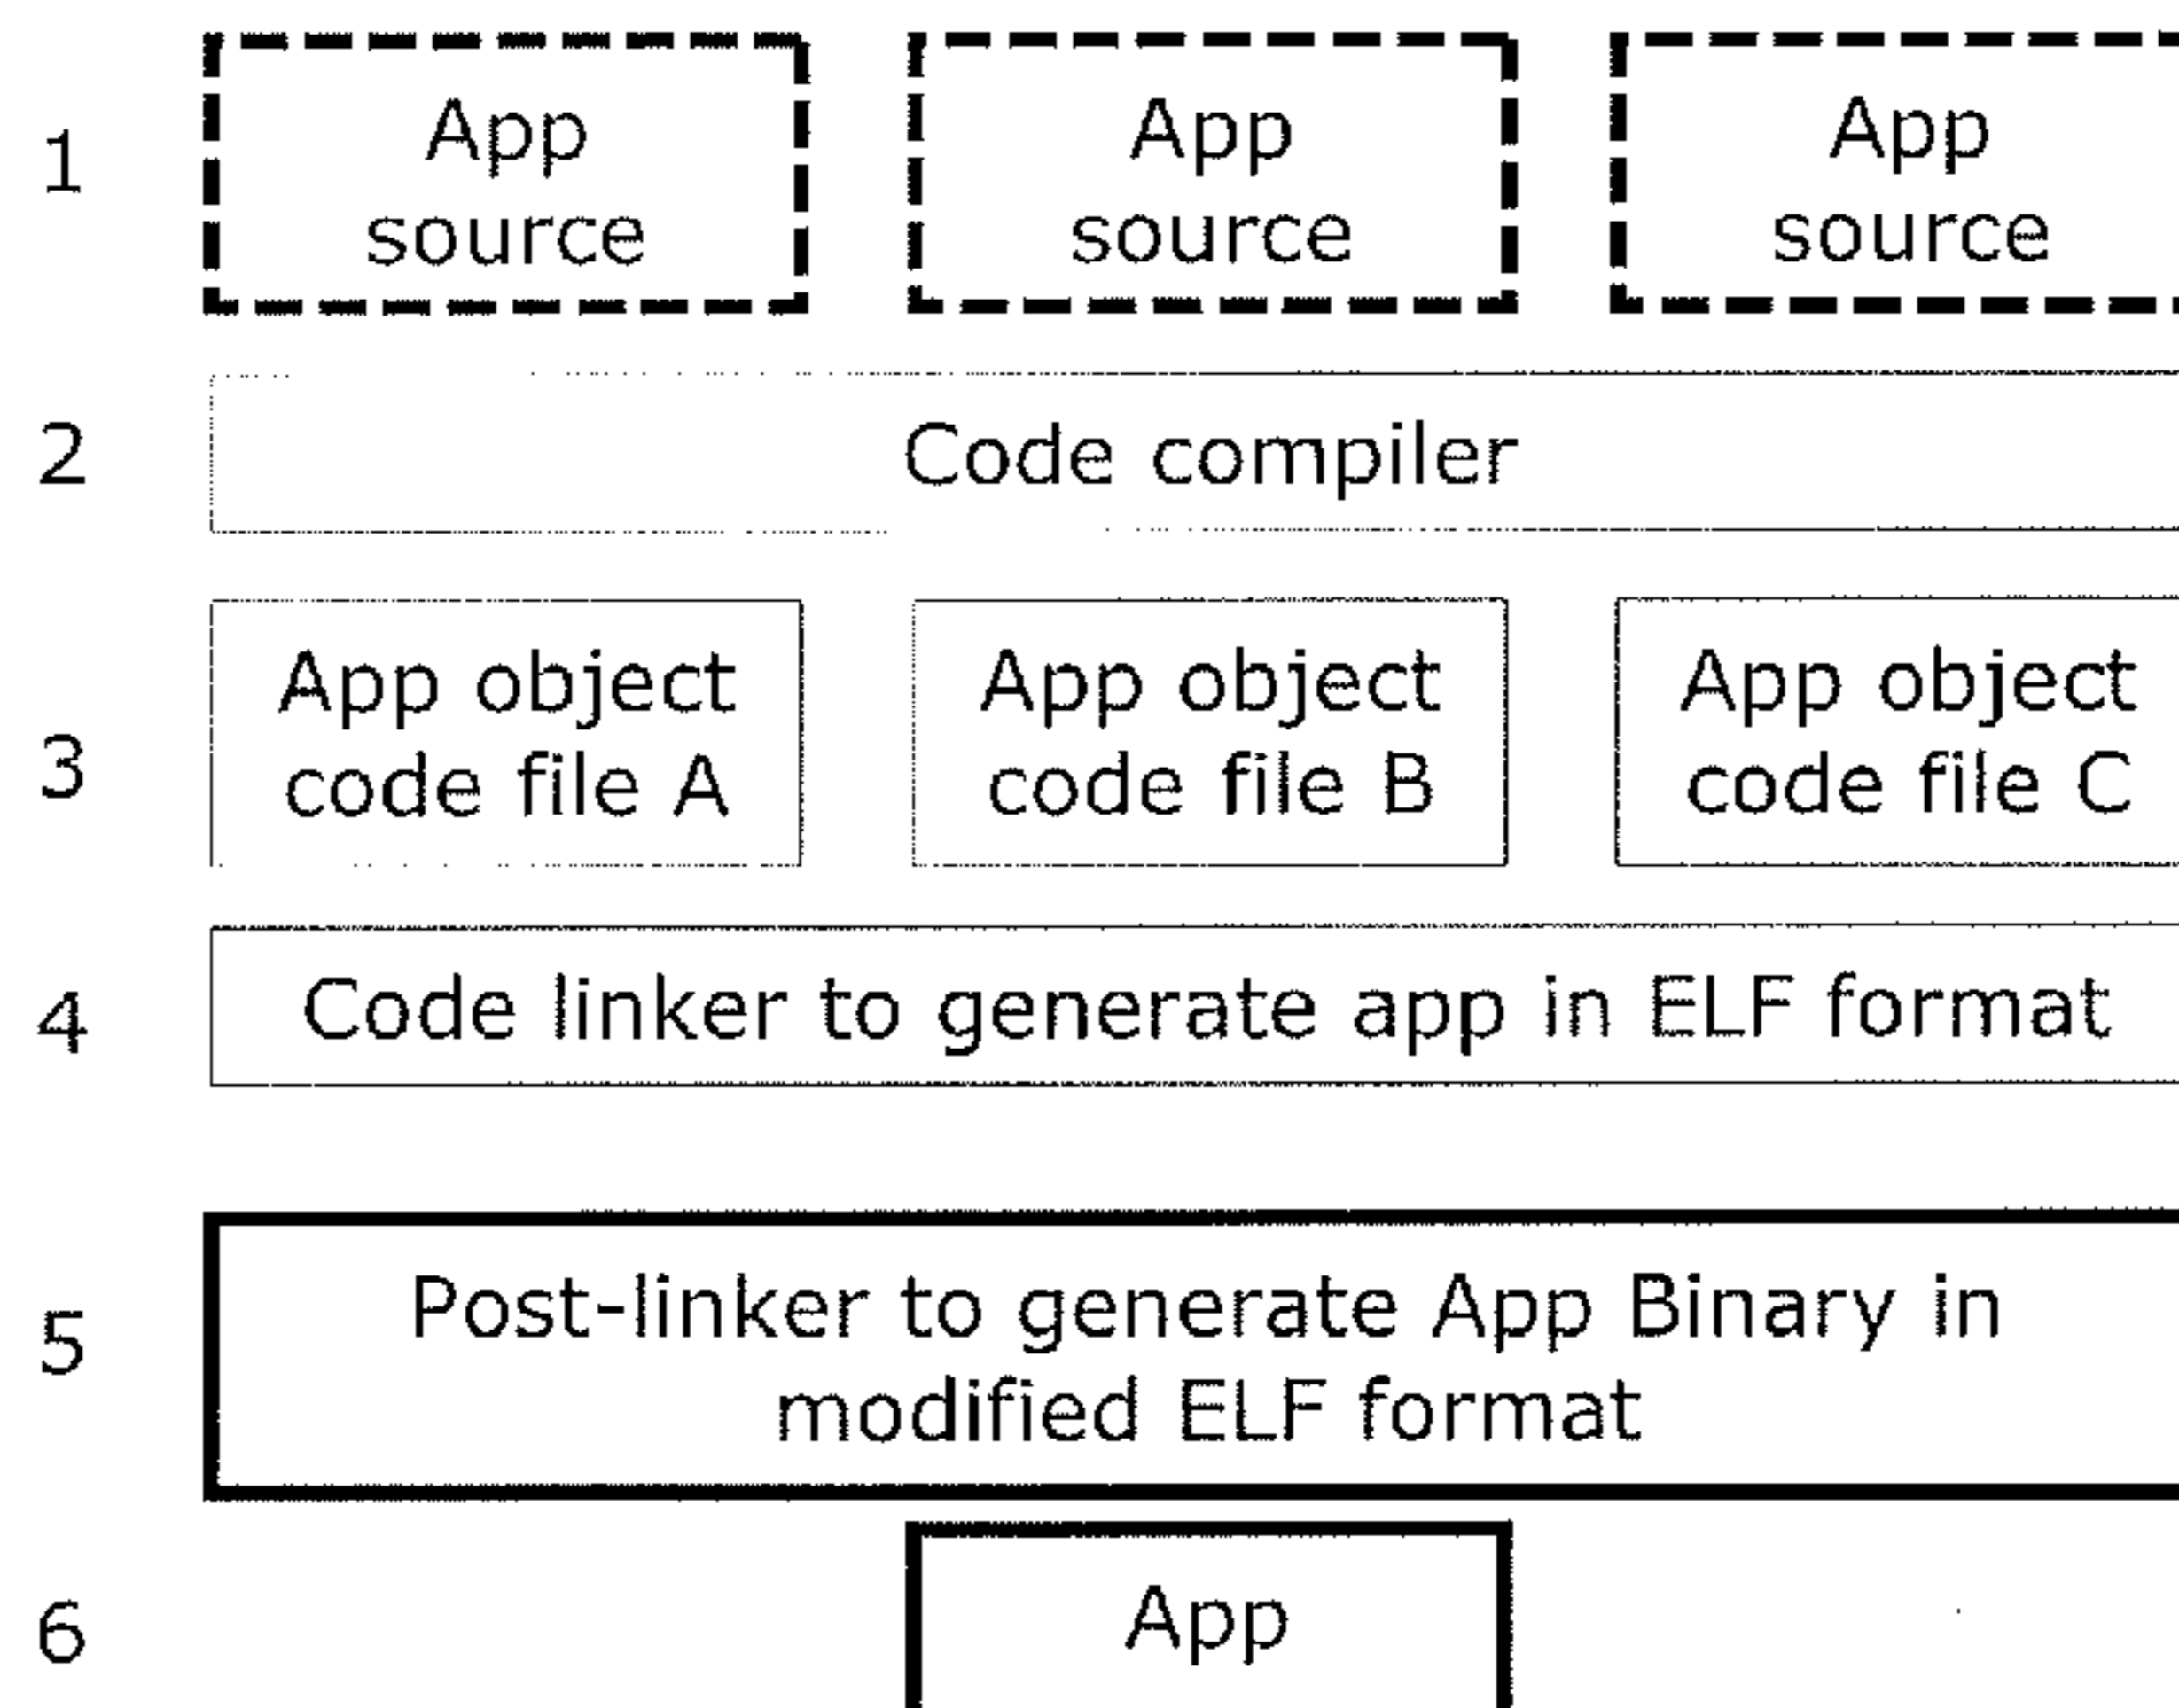 1
App
source
App
source
App
source
2
Code compiler
3
App object
code file A
App object
code file B
App object
code file C
4
Code linker to generate app in ELF format
5
Post-linker to generate App Binary in
modified ELF format
6
App